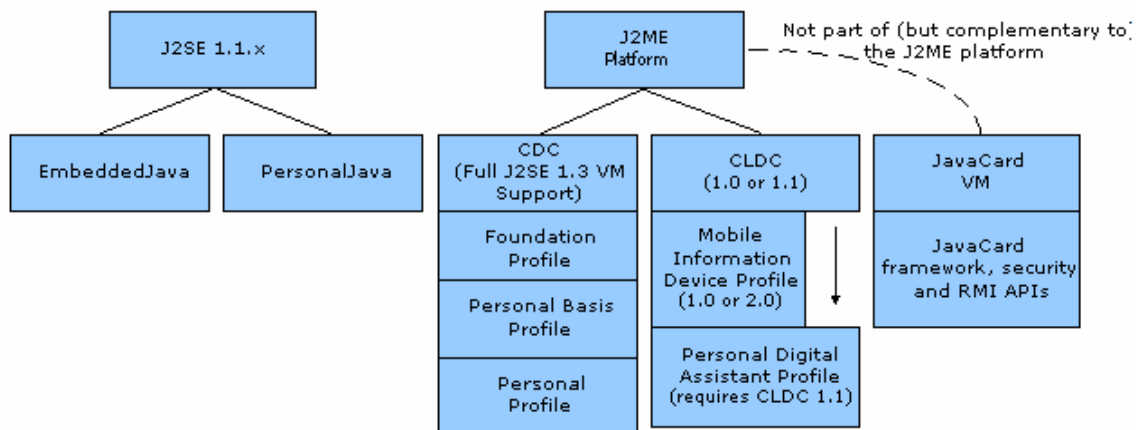 J2SE 1.1.x
J2ME
Platform
Not part of (but complementary to)
the J2ME platform
EmbeddedJava
PersonalJava
CDC
(Full J2SE 1.3 VM
Support)
Foundation
Profile
Personal Basis
Profile
Personal
Profile
CLDC
(1.0 or 1.1)
Mobile
Information
Device Profile
(1.0 or 2.0)
Personal Digital
Assistant Profile
(requires CLDC 1.1)
JavaCard
VM
JavaCard
framework, security
and RMI APIs